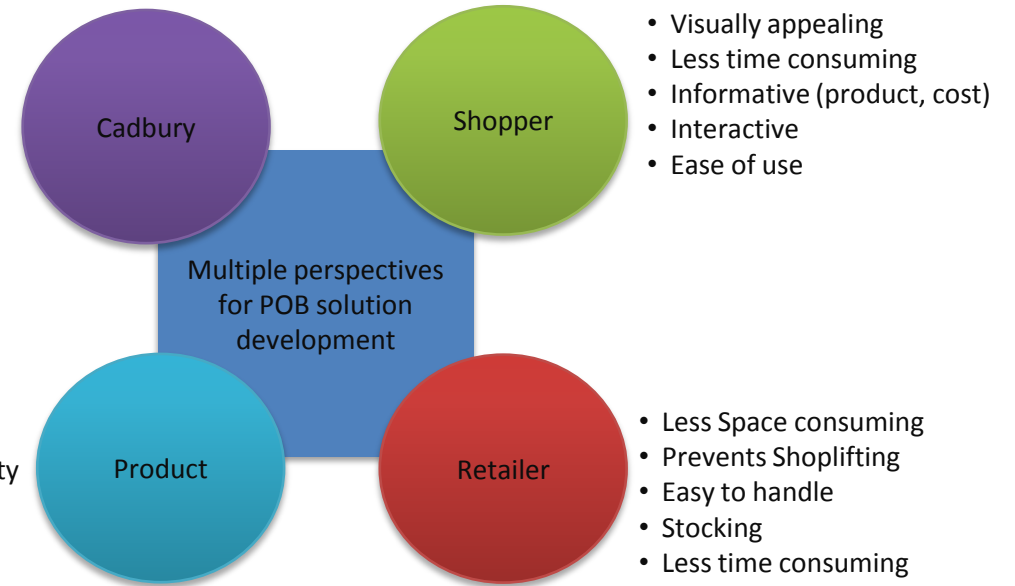 Cadbury
Shopper
• Visually appealing
• Less time consuming
• Informative (product, cost)
• Interactive
• Ease of use
Multiple perspectives
for POB solution
development
ty
Product
Retailer
• Less Space consuming
• Prevents Shoplifting
• Easy to handle
• Stocking
• Less time consuming